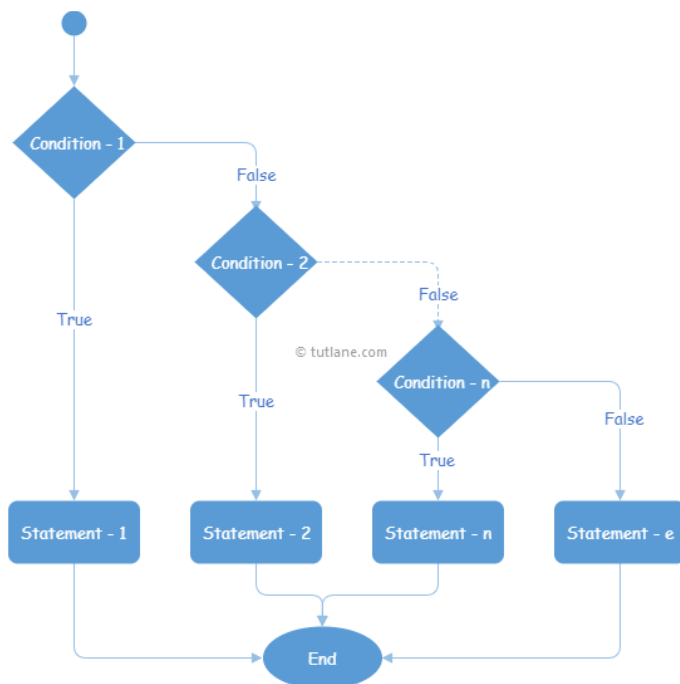 Condition - 1
False
Condition - 2
False
True
© tutlane.com
Condition - n
True
False
True
Statement - 1
Statement - 2
Statement - n
Statement - e
End